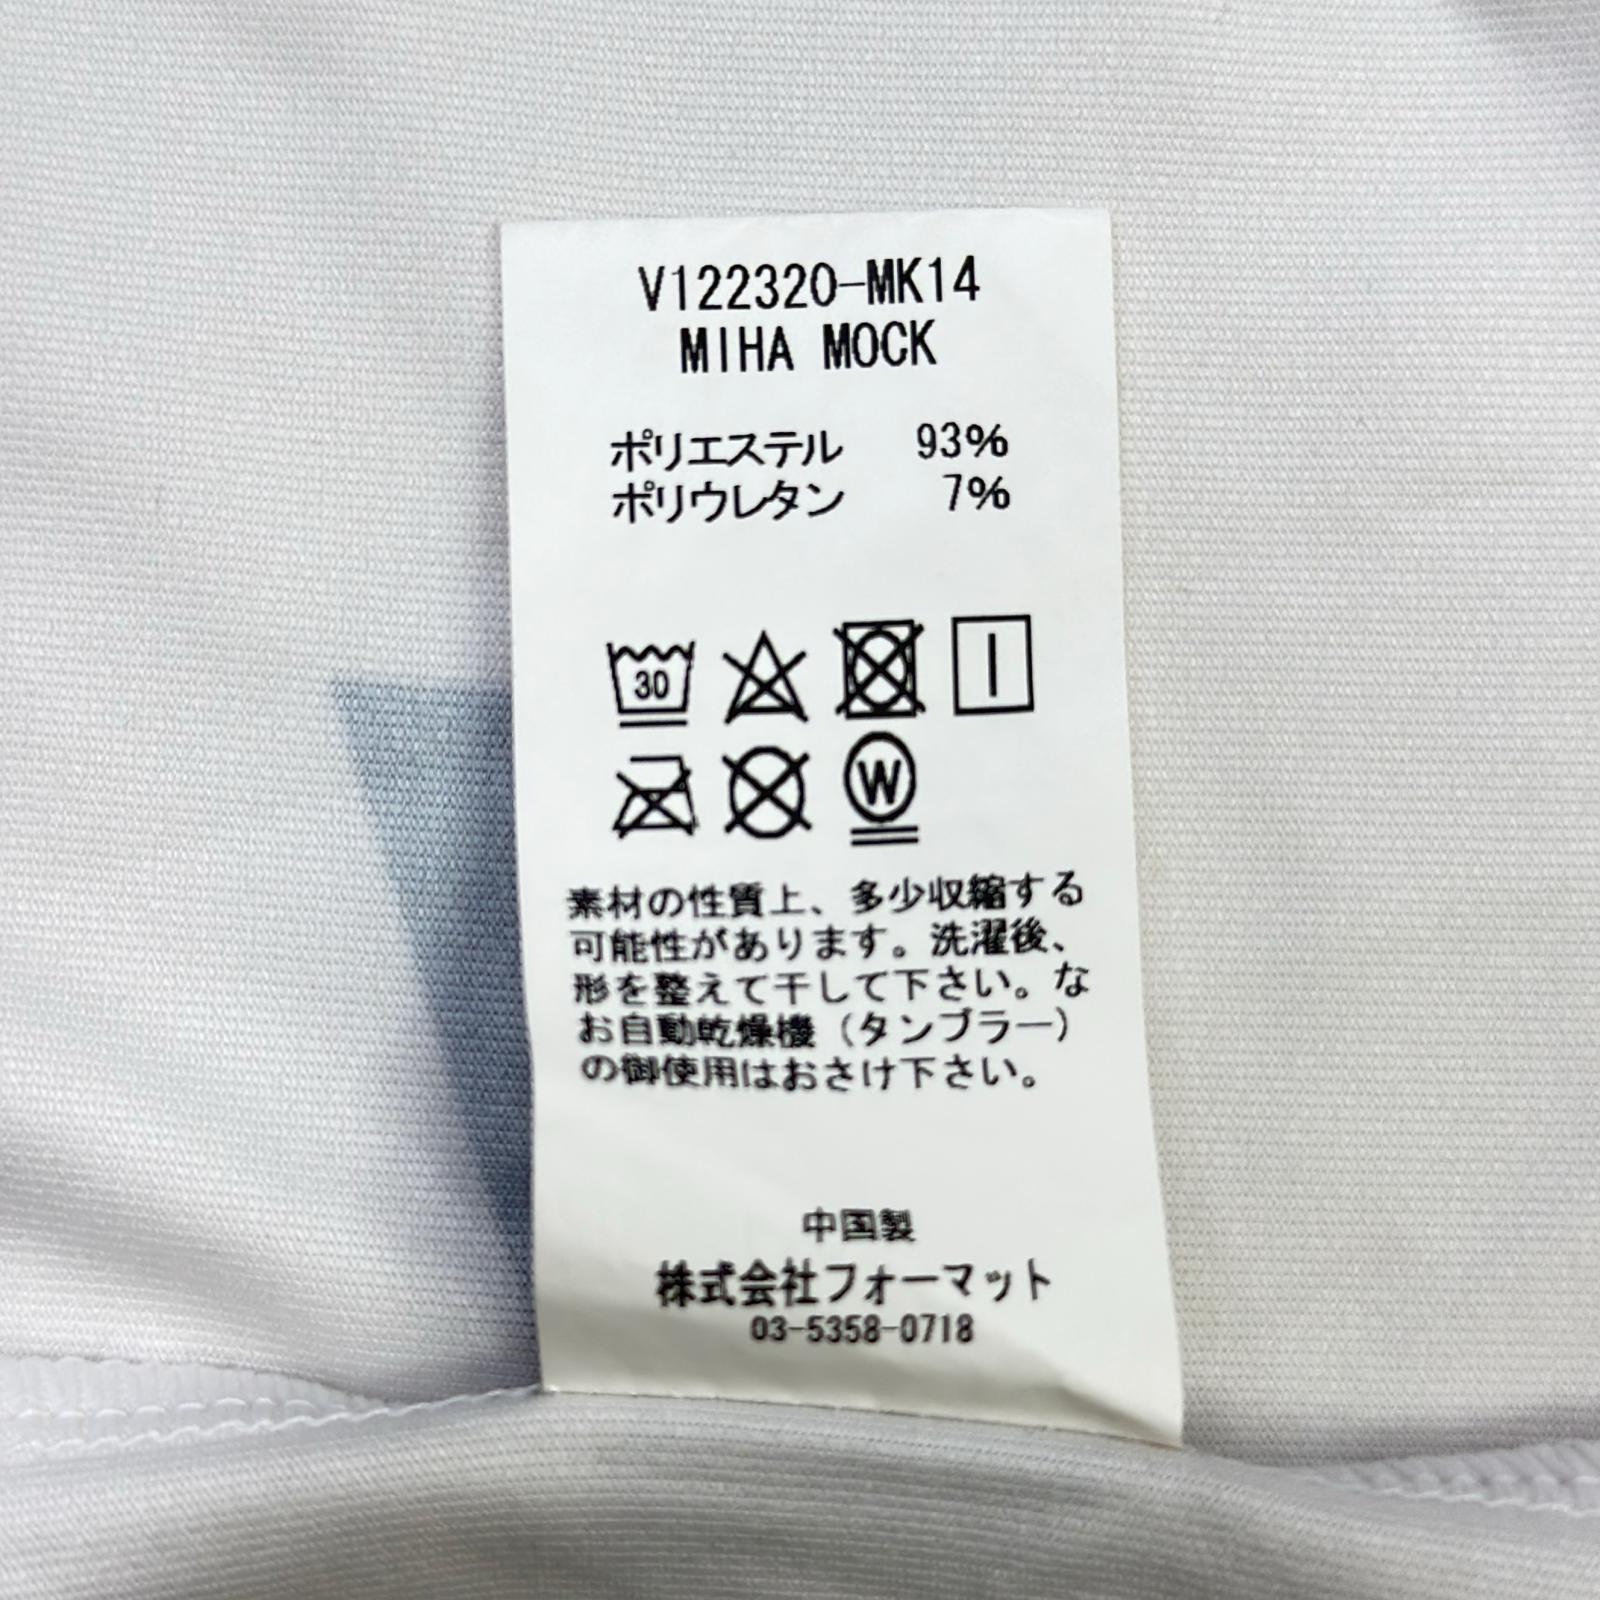 V122320-MK14
MIHA MOCK
ポリエステル 93%
ポリウレタン 7%
30
W
素材の性質上、多少収縮する
可能性があります。洗濯後、
形を整えて干して下さい。な
お自動乾燥機（タンブラー）
の御使用はおさけ下さい。
中国製
株式会社フォーマット
03-5358-0718